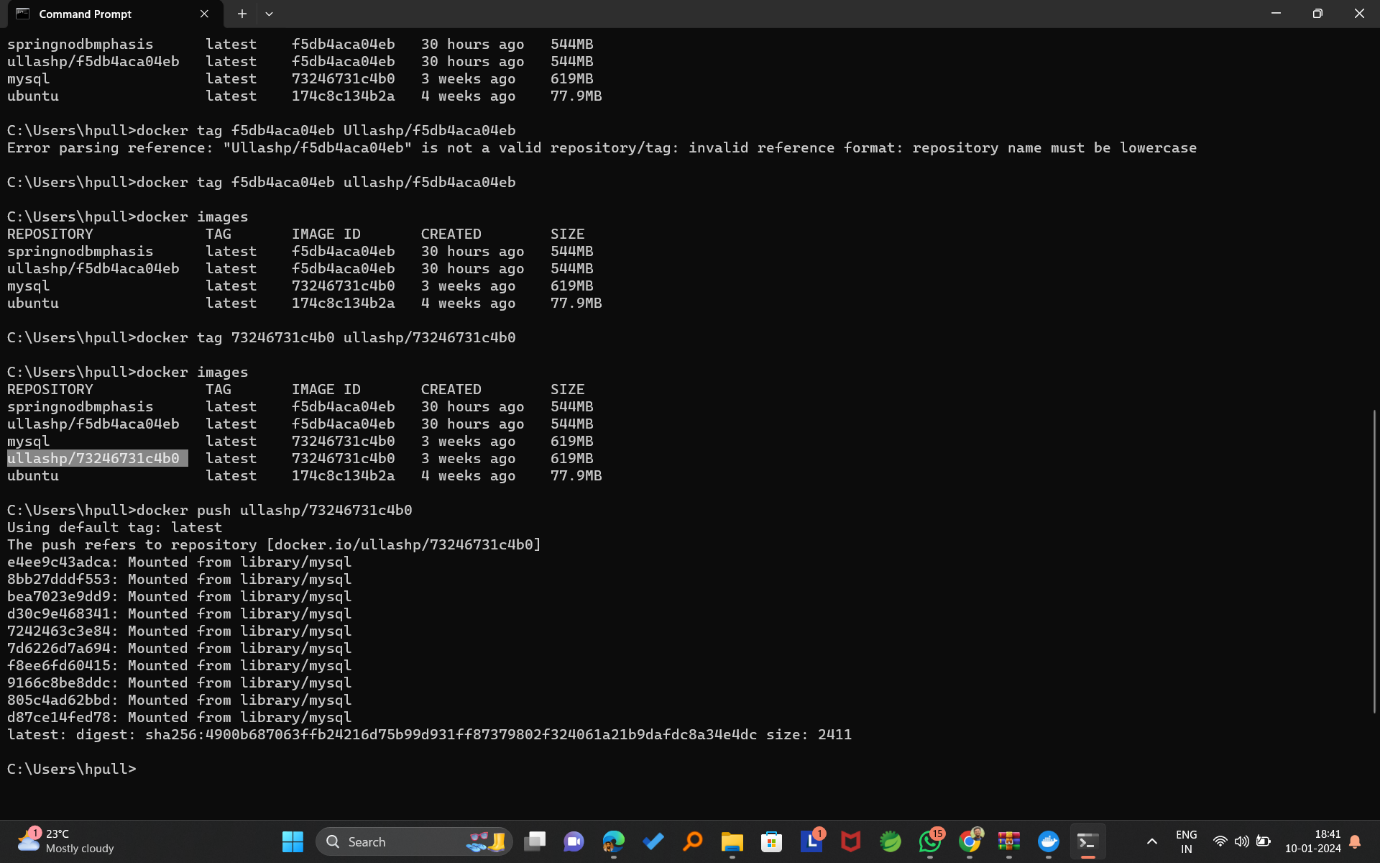 Command Prompt
springnodbmphasis latest f5db4aca04eb 30 hours ago 544MB
ullashp/f5db4aca04eb latest f5db4aca04eb 30 hours ago 544MB
mysql latest 73246731c4b0 3 weeks ago 619MB
ubuntu latest 174c8c134b2a 4 weeks ago 77.9MB
C:\Users\hpull>docker tag f5db4aca04eb Ullashp/f5db4aca04eb
Error parsing reference: "Ullashp/f5db4aca04eb" is not a valid repository/tag: invalid reference format: repository name must be lowercase
C:\Users\hpull>docker tag f5db4aca04eb ullashp/f5db4aca04eb
C:\Users\hpull>docker images
REPOSITORY TAG IMAGE ID CREATED SIZE
springnodbmphasis latest f5db4aca04eb 30 hours ago 544MB
ullashp/f5db4aca04eb latest f5db4aca04eb 30 hours ago 544MB
mysql latest 73246731c4b0 3 weeks ago 619MB
ubuntu latest 174c8c134b2a 4 weeks ago 77.9MB
C:\Users\hpull>docker tag 73246731c4b0 ullashp/73246731c4b0
C:\Users\hpull>docker images
REPOSITORY TAG IMAGE ID CREATED SIZE
springnodbmphasis latest f5db4aca04eb 30 hours ago 544MB
ullashp/f5db4aca04eb latest f5db4aca04eb 30 hours ago 544MB
mysql latest 73246731c4b0 3 weeks ago 619MB
ullashp/73246731c4b0 latest 73246731c4b0 3 weeks ago 619MB
ubuntu latest 174c8c134b2a 4 weeks ago 77.9MB
C:\Users\hpull>docker push ullashp/73246731c4b0
Using default tag: latest
The push refers to repository [docker.io/ullashp/73246731c4b0]
e4ee9c43adca: Mounted from library/mysql
8bb27dddf553: Mounted from library/mysql
bea7023e9dd9: Mounted from library/mysql
d30c9e468341: Mounted from library/mysql
7242463c3e84: Mounted from library/mysql
7d6226d7a694: Mounted from library/mysql
f8ee6fd60415: Mounted from library/mysql
9166c8be8ddc: Mounted from library/mysql
805c4ad62bbd: Mounted from library/mysql
d87ce14fed78: Mounted from library/mysql
latest: digest: sha256:4900b687063ffb24216d75b99d931ff87379802f324061a21b9dafdc8a34e4dc size: 2411
C:\Users\hpull>
1
23°C
Mostly cloudy
Search
L
1
15
ENG
IN
18:41
10-01-2024